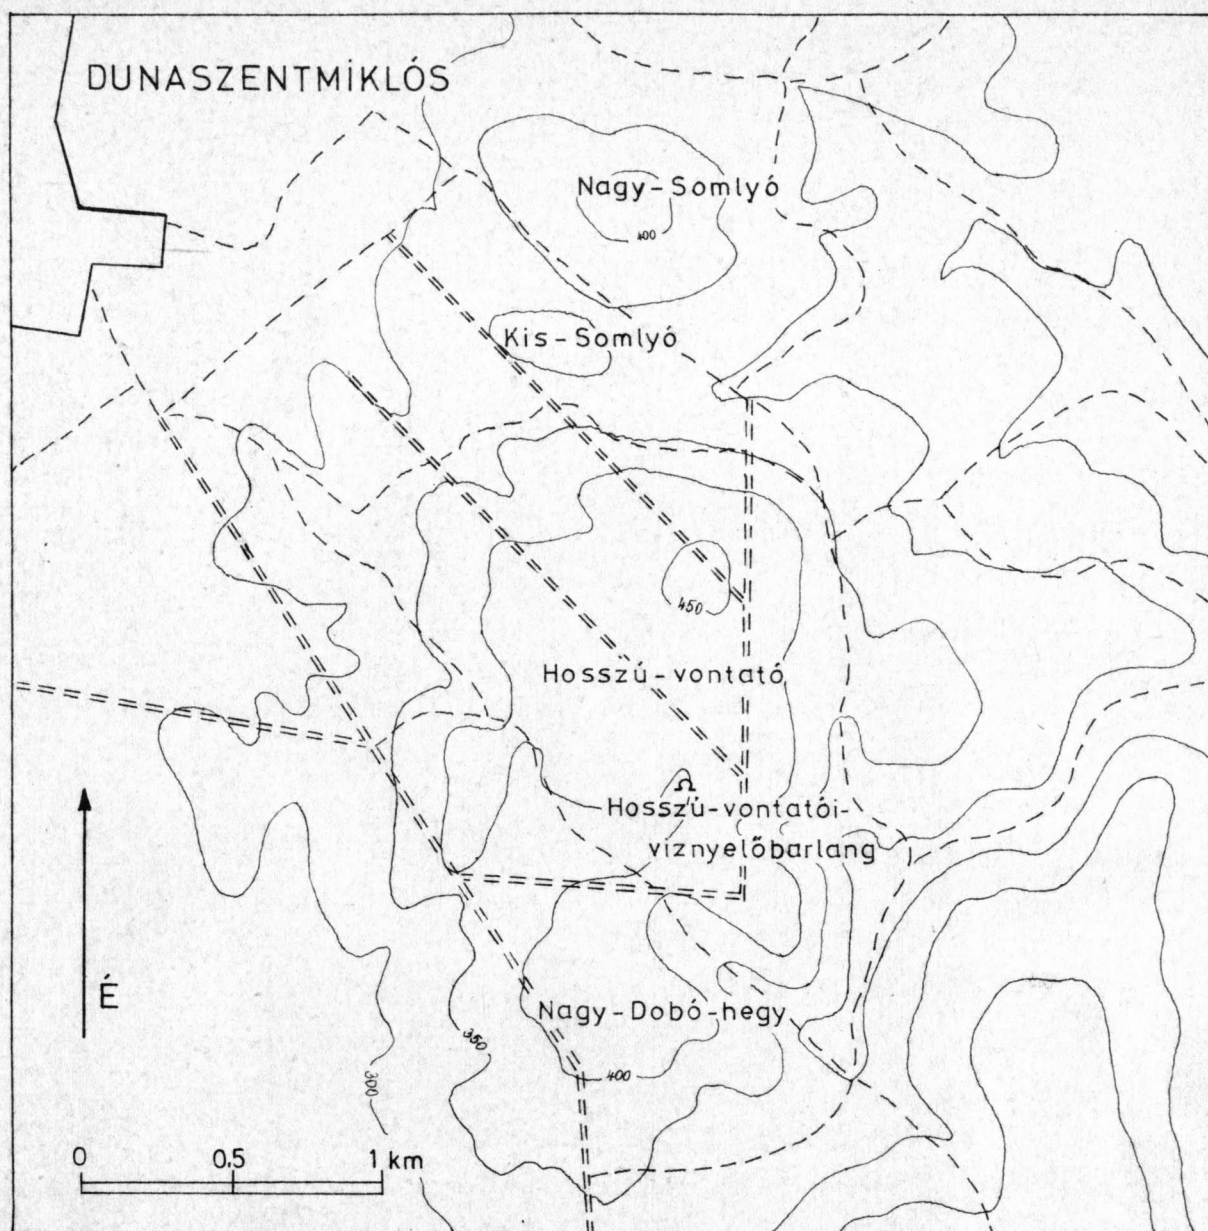 DUNASZENTMIKLÓS
Nagy-Somlyó
400
Kis-Somlyó
450
Hosszú-vontató
Hosszú-vontatói-
víznyelőbarlang
É
Nagy-Dobó-hegy
350
400
300
0 0.5 1 km